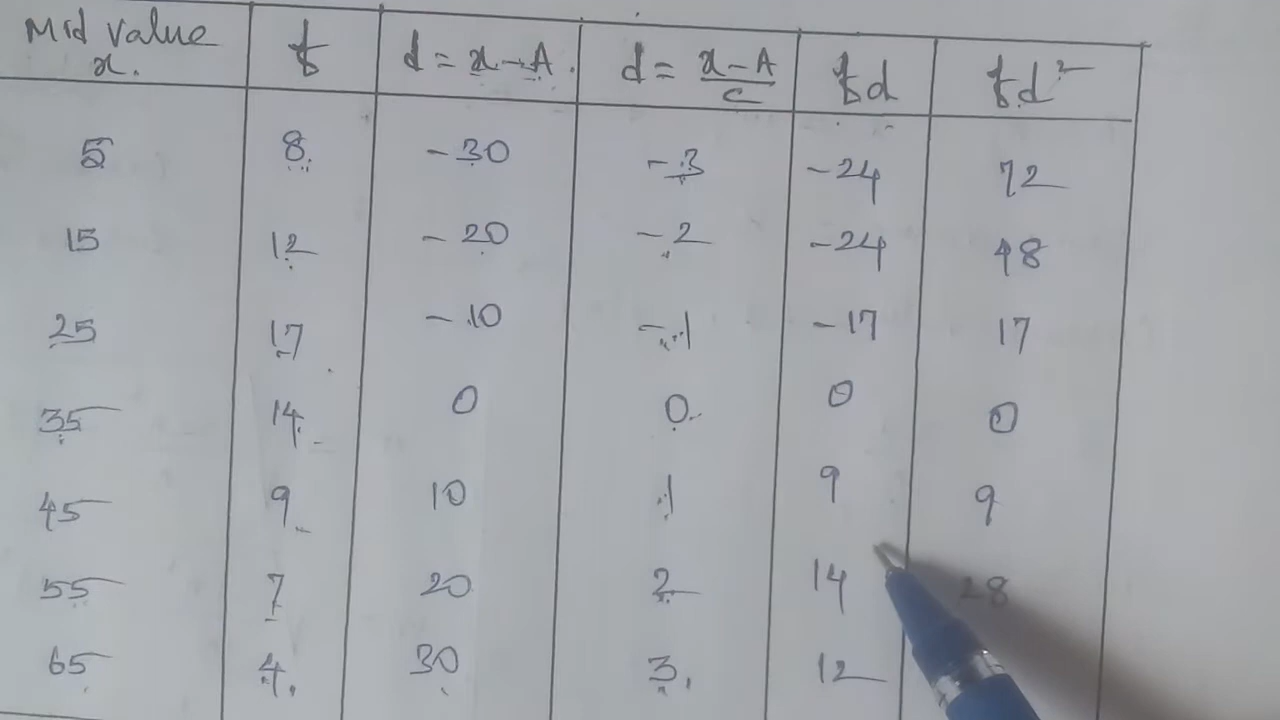 Mid value x. f d = x - A. d = x - A / c fd fd²
5 8. -30 -3 -24 72
15 12 -20 -2 -24 48
25 17 -10 -1 -17 17
35 14. 0 0 0 0
45 9 10 1 9 9
55 7 20 2 14 28
65 4. 30 3. 12